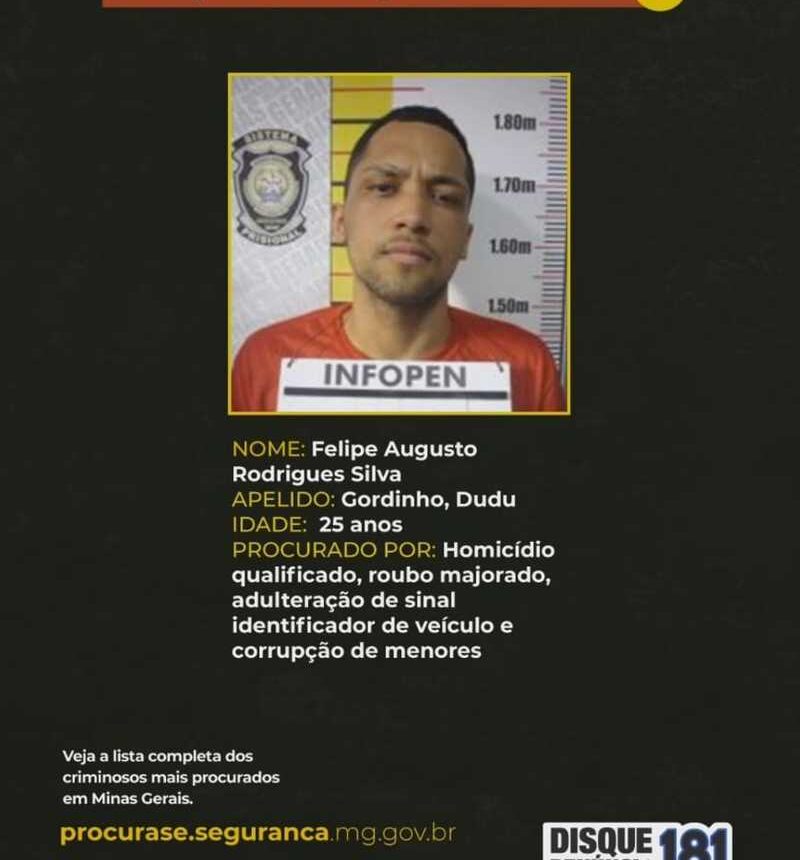 SISTEMA
PRISIONAL
1.80m
1.70m
1.60m
1.50m
INFOPEN
NOME: Felipe Augusto
Rodrigues Silva
APELIDO: Gordinho, Dudu
IDADE: 25 anos
PROCURADO POR: Homicídio
qualificado, roubo majorado,
adulteração de sinal
identificador de veículo e
corrupção de menores
Veja a lista completa dos
criminosos mais procurados
em Minas Gerais.
procurase.seguranca.mg.gov.br
DISQUE
181